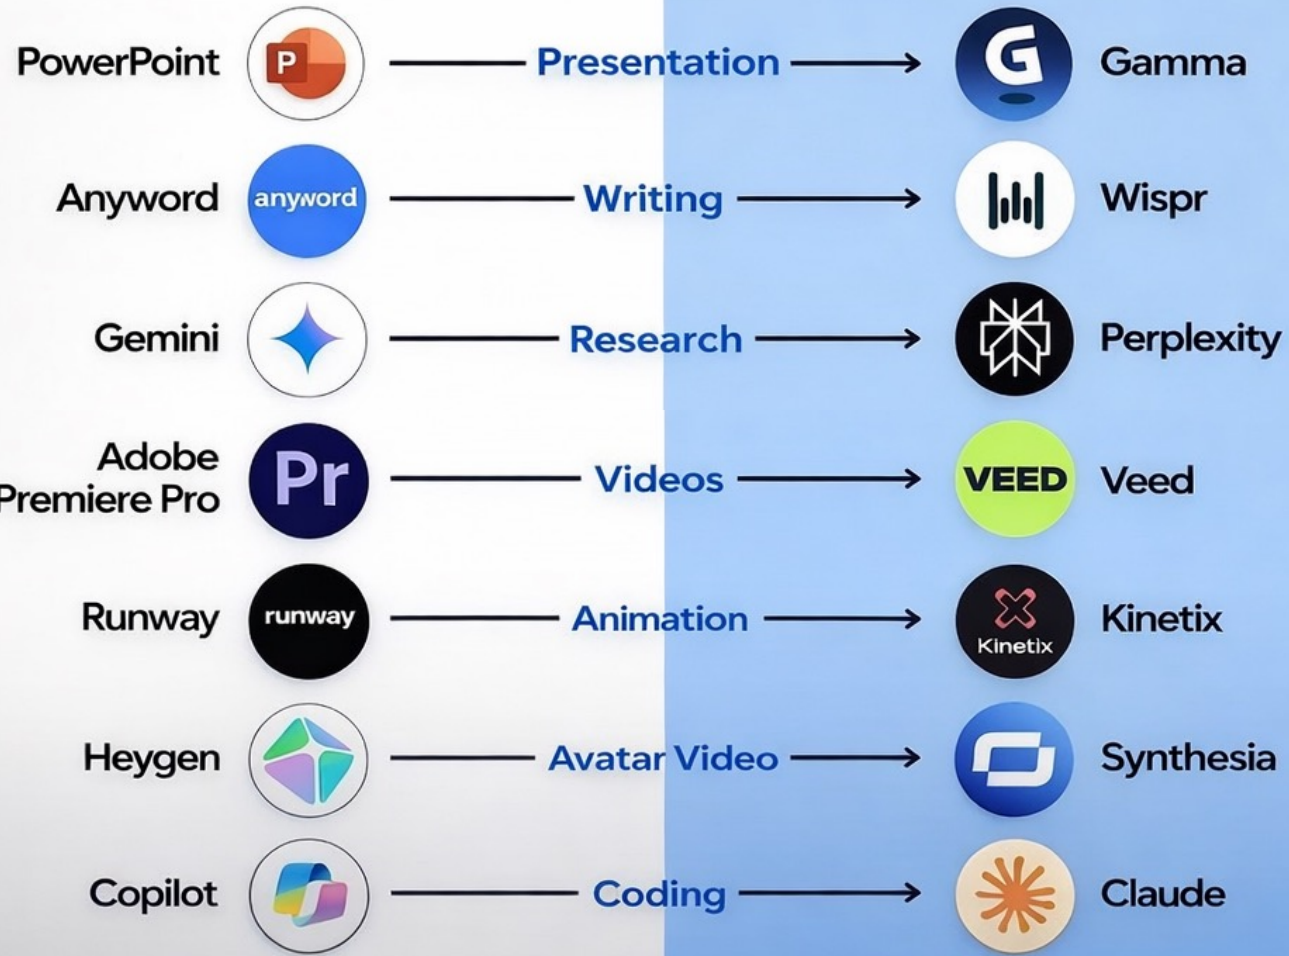 PowerPoint P Presentation G Gamma
Anyword anyword Writing Wispr
Gemini Research Perplexity
Adobe
Premiere Pro Pr Videos VEED Veed
Runway runway Animation Kinetix Kinetix
Heygen Avatar Video Synthesia
Copilot Coding Claude